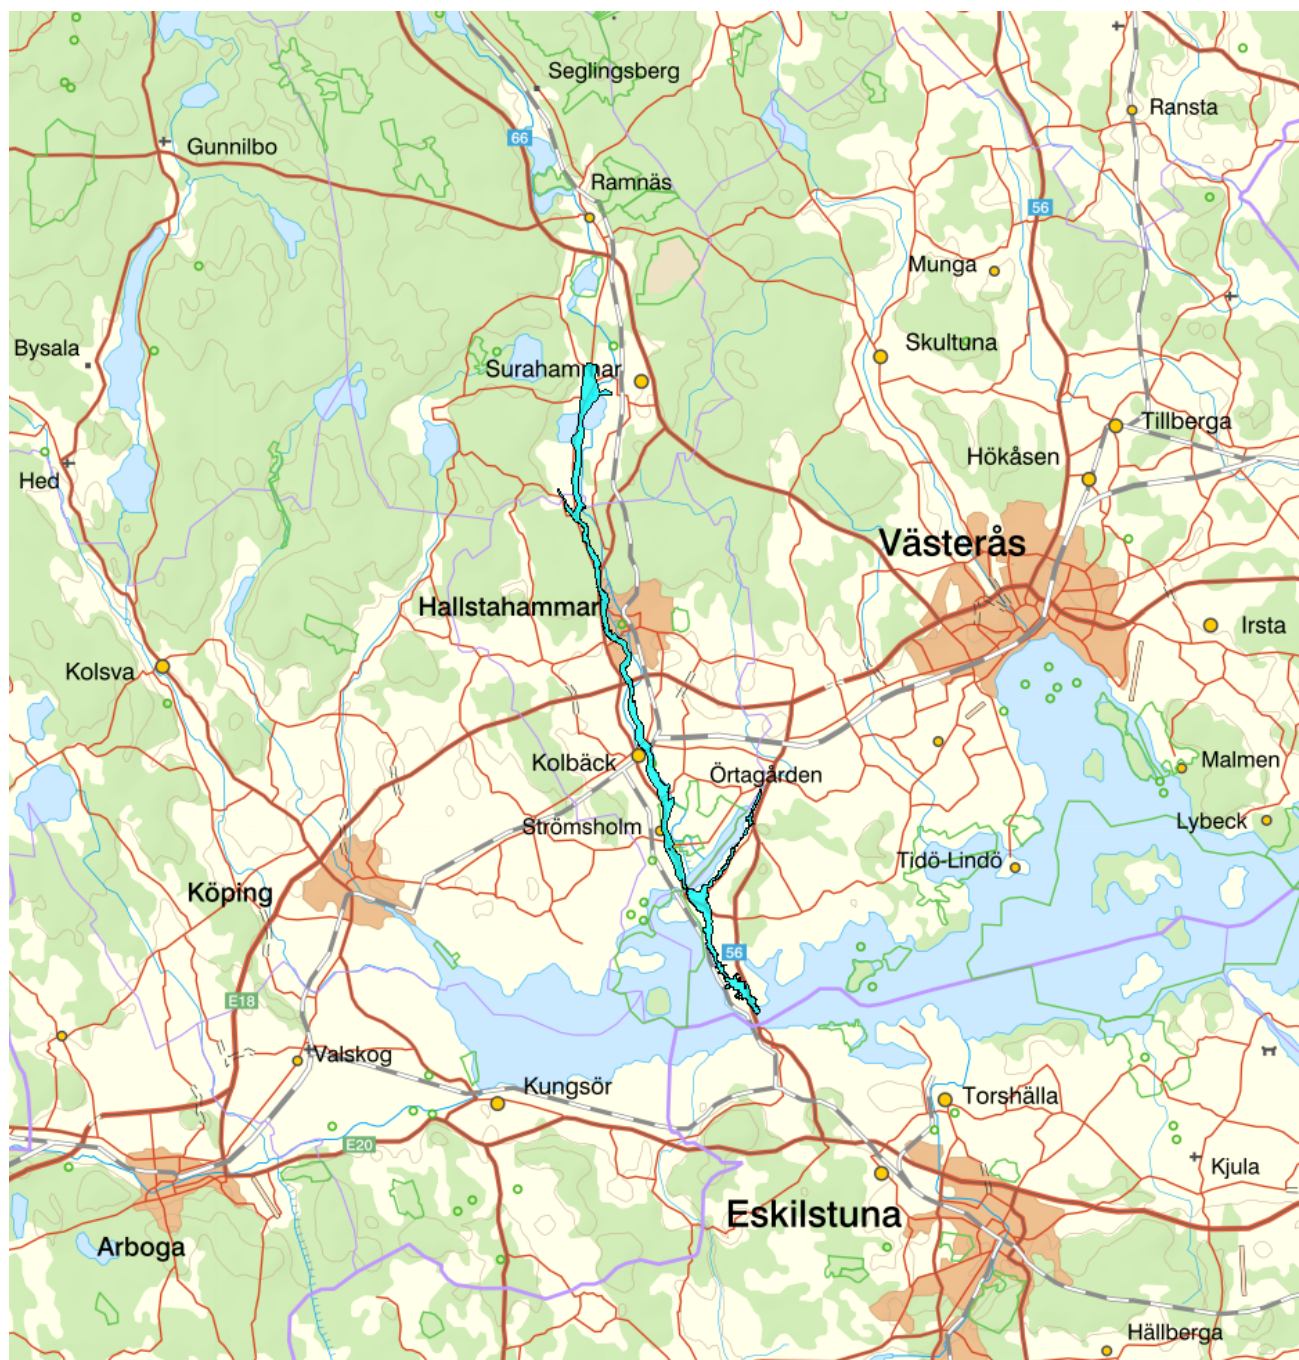 Seglingsberg
Ransta
66
Gunnilbo
Ramnäs
56
Munga
Skultuna
Bysala
Surahammar
Tillberga
Hökåsen
Hed
Västerås
Hallstahammar
Irsta
Kolsva
Kolbäck
Örtagården
Malmen
Strömsholm
Lybeck
Tidö-Lindö
Köping
56
E18
Valskog
Kungsör
Torshälla
E20
Kjula
Eskilstuna
Arboga
Hällberga